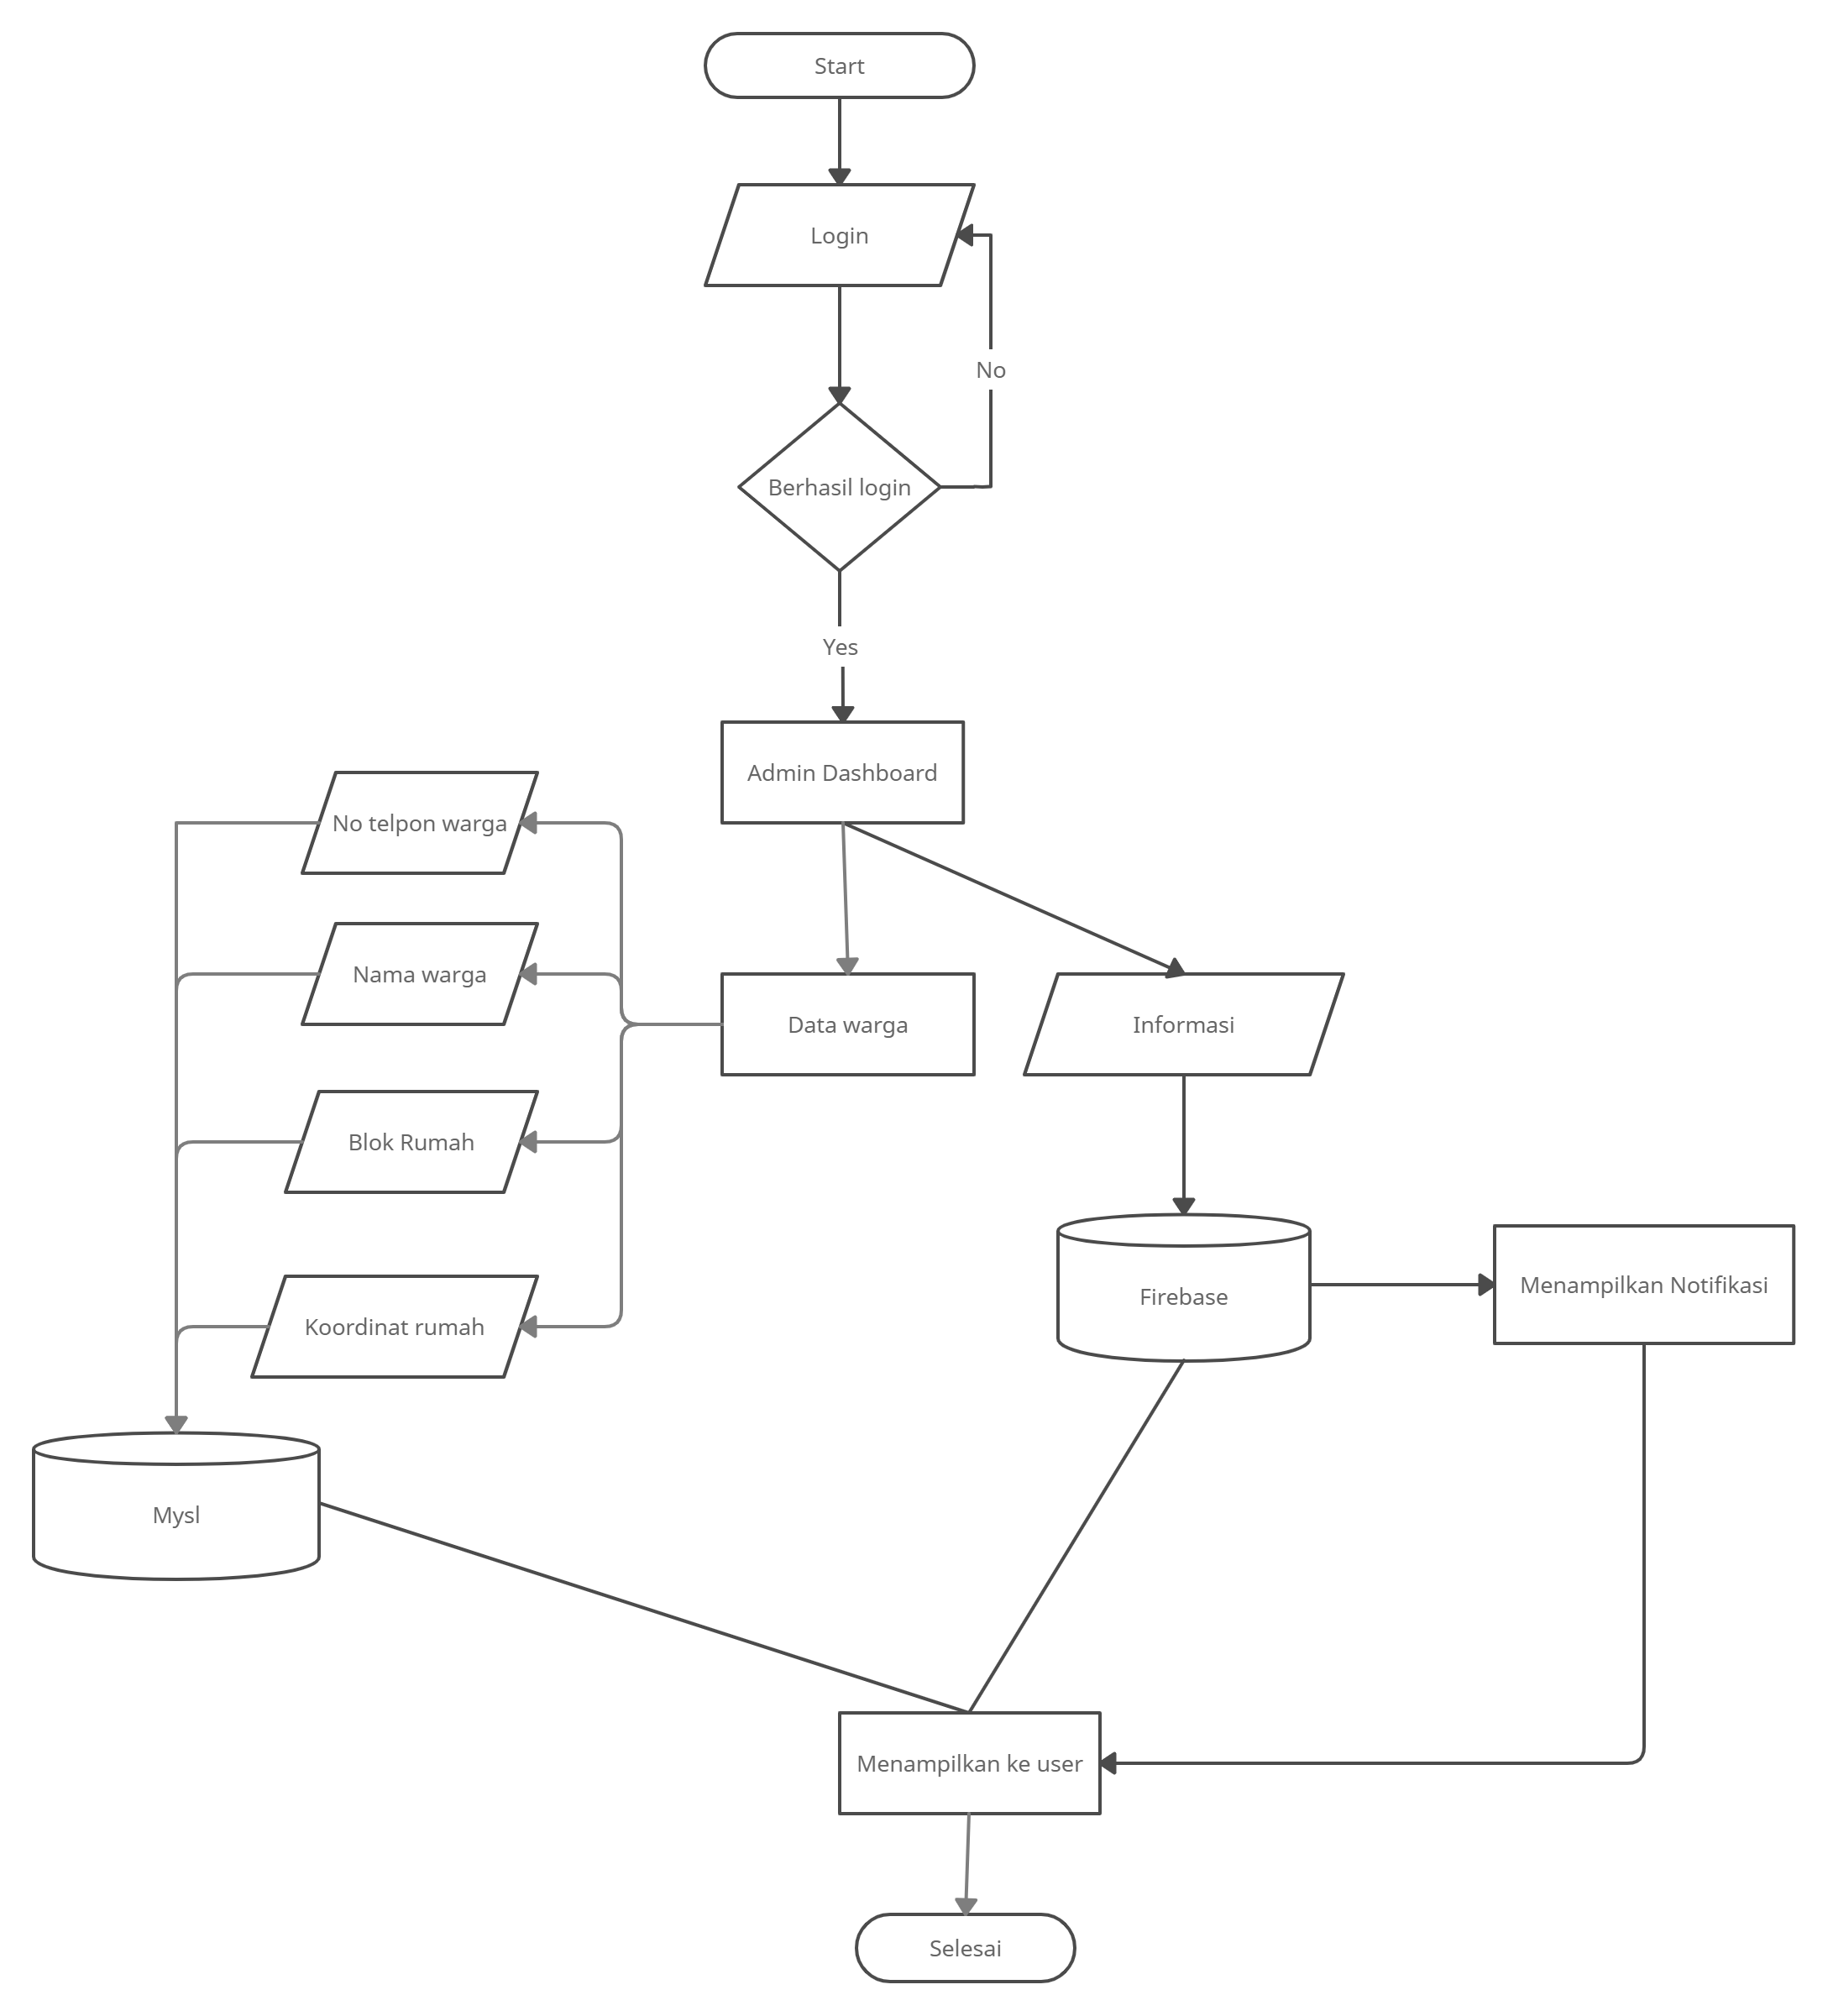 Start
Login
No
Berhasil login
Yes
Admin Dashboard
No telpon warga
Nama warga
Data warga
Informasi
Blok Rumah
Koordinat rumah
Firebase
Menampilkan Notifikasi
Mysl
Menampilkan ke user
Selesai